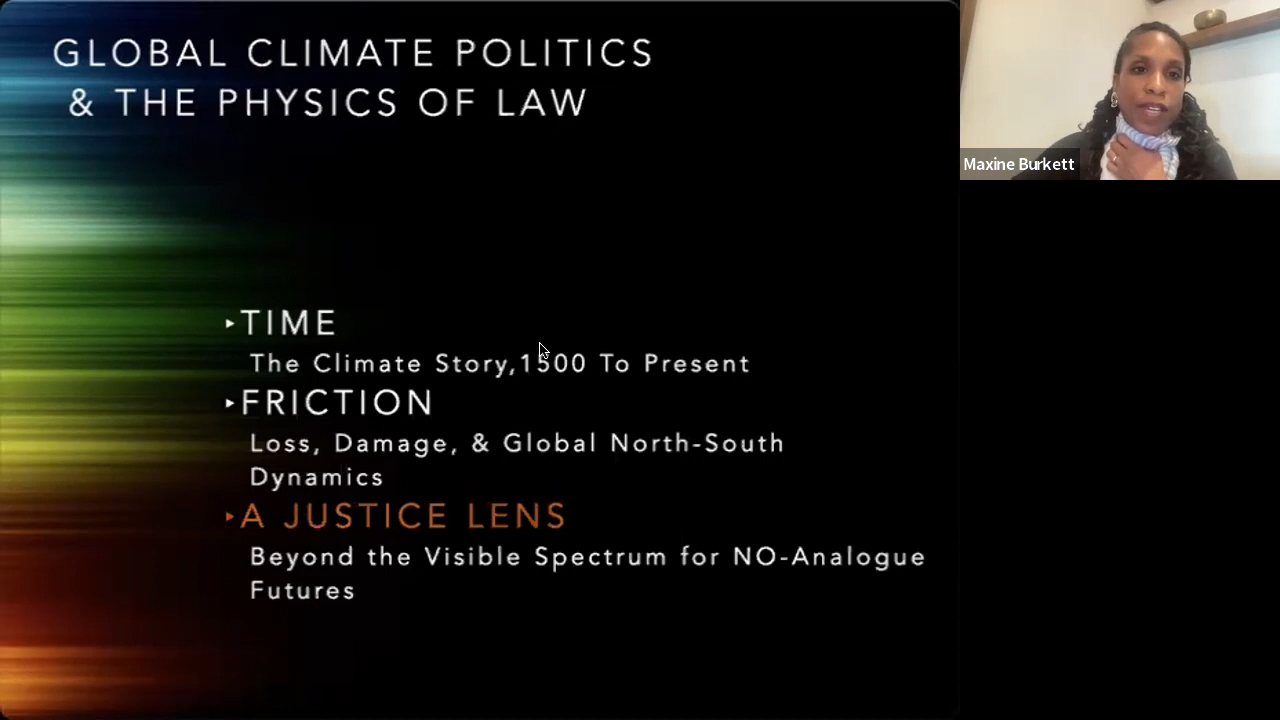 GLOBAL CLIMATE POLITICS
& THE PHYSICS OF LAW
▸TIME
The Climate Story,1500 To Present
▸FRICTION
Loss, Damage, & Global North-South
Dynamics
▸A JUSTICE LENS
Beyond the Visible Spectrum for NO-Analogue
Futures
Maxine Burkett